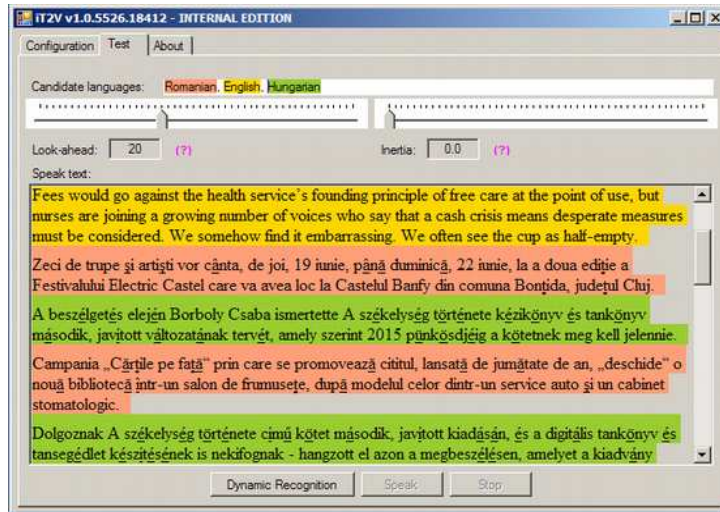 iT2V v1.0.5526.18412 - INTERNAL EDITION
Configuration Test About
Candidate languages: Romanian, English, Hungarian
Look-ahead: 20 (?) Inertia: 0.0 (?)
Speak text:
Fees would go against the health service's founding principle of free care at the point of use, but
nurses are joining a growing number of voices who say that a cash crisis means desperate measures
must be considered. We somehow find it embarrassing. We often see the cup as half-empty.
Zeci de trupe şi artişti vor cânta, de joi, 19 iunie, până duminică, 22 iunie, la a doua ediţie a
Festivalului Electric Castel care va avea loc la Castelul Banfy din comuna Bonţida, judeţul Cluj.
A beszélgetés elején Borboly Csaba ismertette A székelység története kézikönyv és tankönyv
második, javított változatának tervét, amely szerint 2015 pünkösdjéig a kötetnek meg kell jelennie.
Campania „Cărţile pe faţă“ prin care se promovează cititul, lansată de jumătate de an, „deschide“ o
nouă bibliotecă într-un salon de frumuseţe, după modelul celor dintr-un service auto şi un cabinet
stomatologic.
Dolgoznak A székelység története című kötet második, javított kiadásán, és a digitális tankönyv és
tansegédlet készítésének is nekifognak - hangzott el azon a megbeszélésen, amelyet a kiadvány
Dynamic Recognition Speak Stop